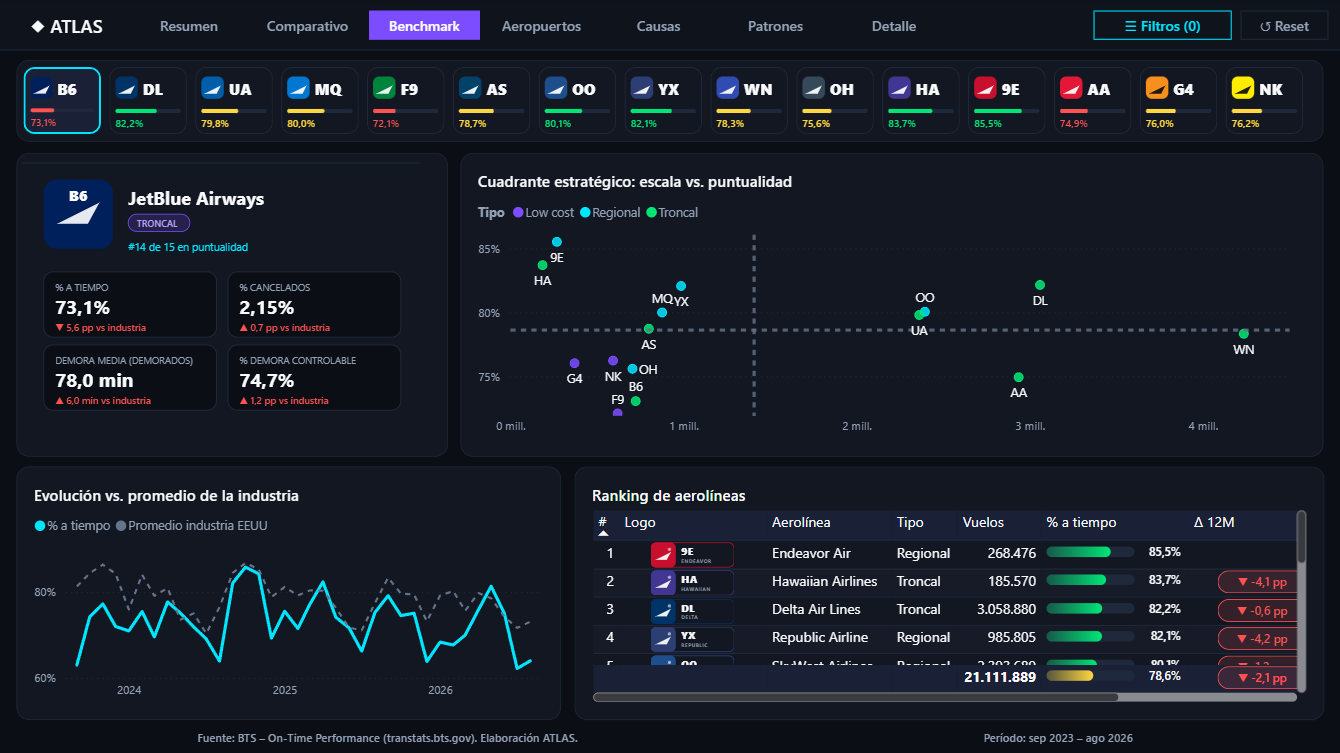 ATLAS Resumen Comparativo Benchmark Aeropuertos Causas Patrones Detalle Filtros (0) Reset
B6 DL UA MQ F9 AS OO YX WN OH HA 9E AA G4 NK
73,1% 82,2% 79,8% 80,0% 72,1% 78,7% 80,1% 82,1% 78,3% 75,6% 83,7% 85,5% 74,9% 76,0% 76,2%
B6
JetBlue Airways
TRONCAL
#14 de 15 en puntualidad
% A TIEMPO
73,1%
▼ 5,6 pp vs industria
% CANCELADOS
2,15%
▲ 0,7 pp vs industria
DEMORA MEDIA (DEMORADOS)
78,0 min
▲ 6,0 min vs industria
% DEMORA CONTROLABLE
74,7%
▲ 1,2 pp vs industria
Cuadrante estratégico: escala vs. puntualidad
Tipo Low cost Regional Troncal
85%
80%
75%
9E
HA
MQ YX
OO
DL
AS
UA
WN
G4
NK
OH
B6
F9
AA
0 mill. 1 mill. 2 mill. 3 mill. 4 mill.
Evolución vs. promedio de la industria
% a tiempo Promedio industria EEUU
80%
60%
2024 2025 2026
Ranking de aerolíneas
# Logo Aerolínea Tipo Vuelos % a tiempo Δ 12M
1 9E ENDEAVOR Endeavor Air Regional 268.476 85,5%
2 HA HAWAIIAN Hawaiian Airlines Troncal 185.570 83,7% ▼ -4,1 pp
3 DL DELTA Delta Air Lines Troncal 3.058.880 82,2% ▼ -0,6 pp
4 YX REPUBLIC Republic Airline Regional 985.805 82,1% ▼ -4,2 pp
21.111.889 78,6% ▼ -2,1 pp
Fuente: BTS – On-Time Performance (transtats.bts.gov). Elaboración ATLAS.
Período: sep 2023 – ago 2026